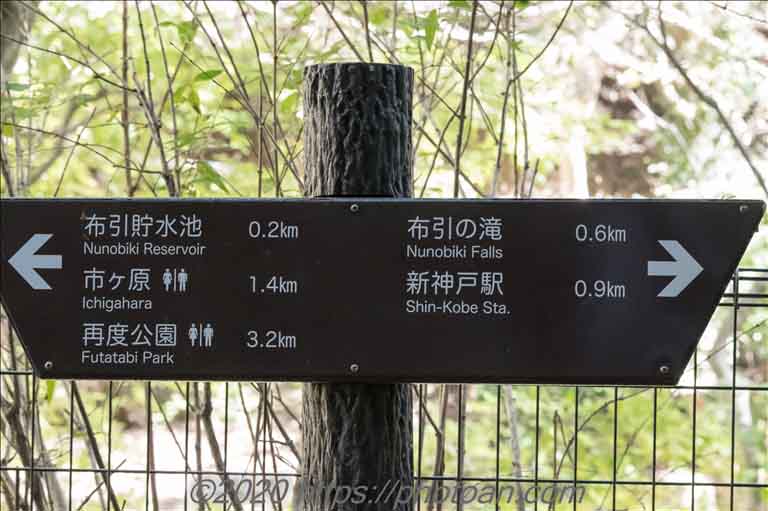 布引貯水池 0.2km
Nunobiki Reservoir
市ヶ原 1.4km
Ichigahara
再度公園 3.2km
Futatabi Park
布引の滝 0.6km
Nunobiki Falls
新神戸駅 0.9km
Shin-Kobe Sta.
©2020 https://photoan.com/